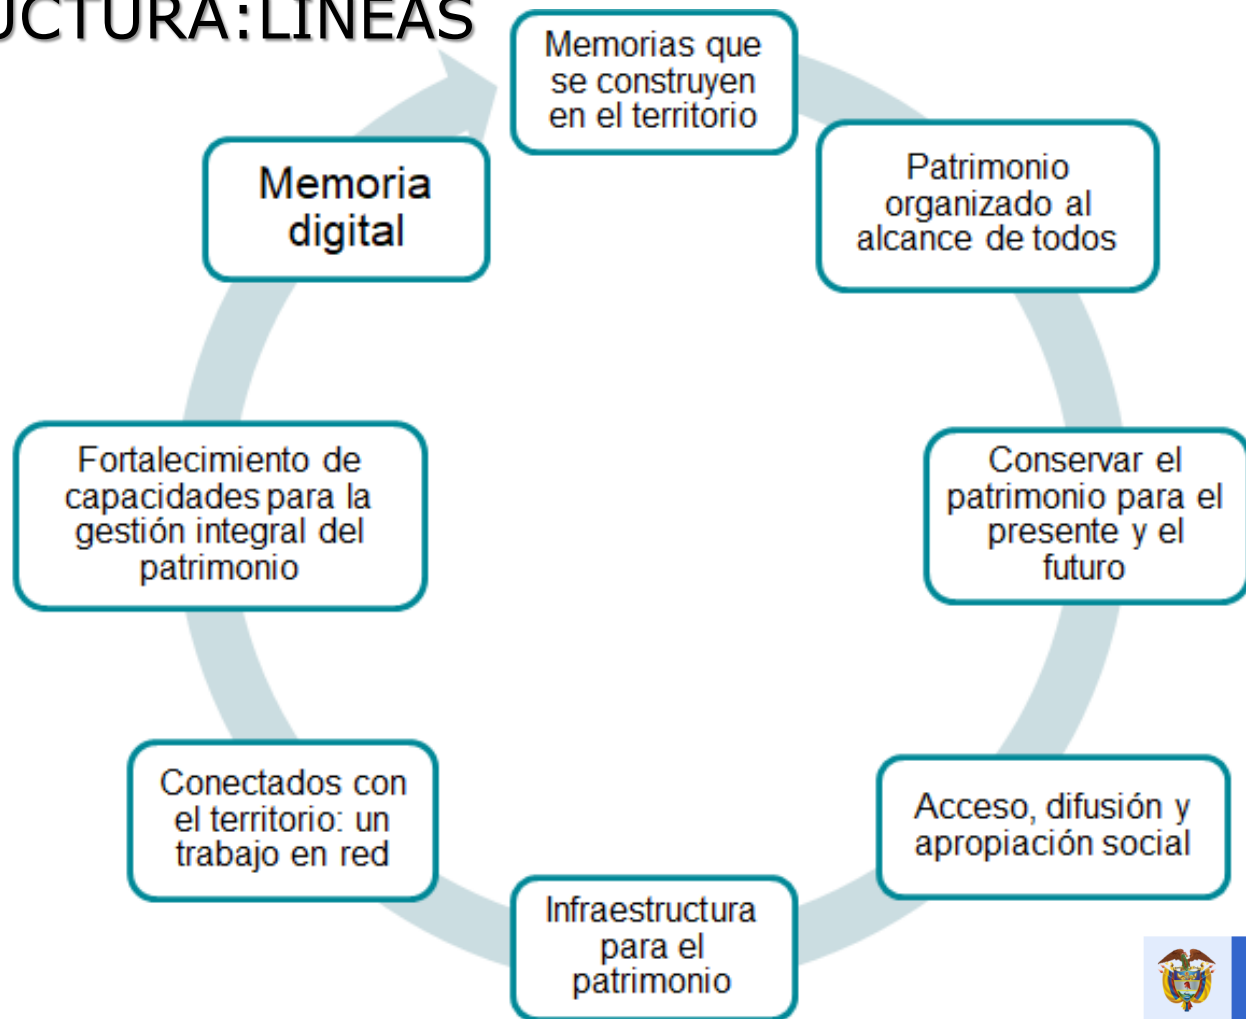 UCTURA:LÍNEAS
Memorias que
se construyen
en el territorio
Patrimonio
organizado al
alcance de todos
Conservar el
patrimonio para el
presente y el
futuro
Acceso, difusión y
apropiación social
Infraestructura
para el
patrimonio
Conectados con
el territorio: un
trabajo en red
Fortalecimiento de
capacidades para la
gestión integral del
patrimonio
Memoria
digital